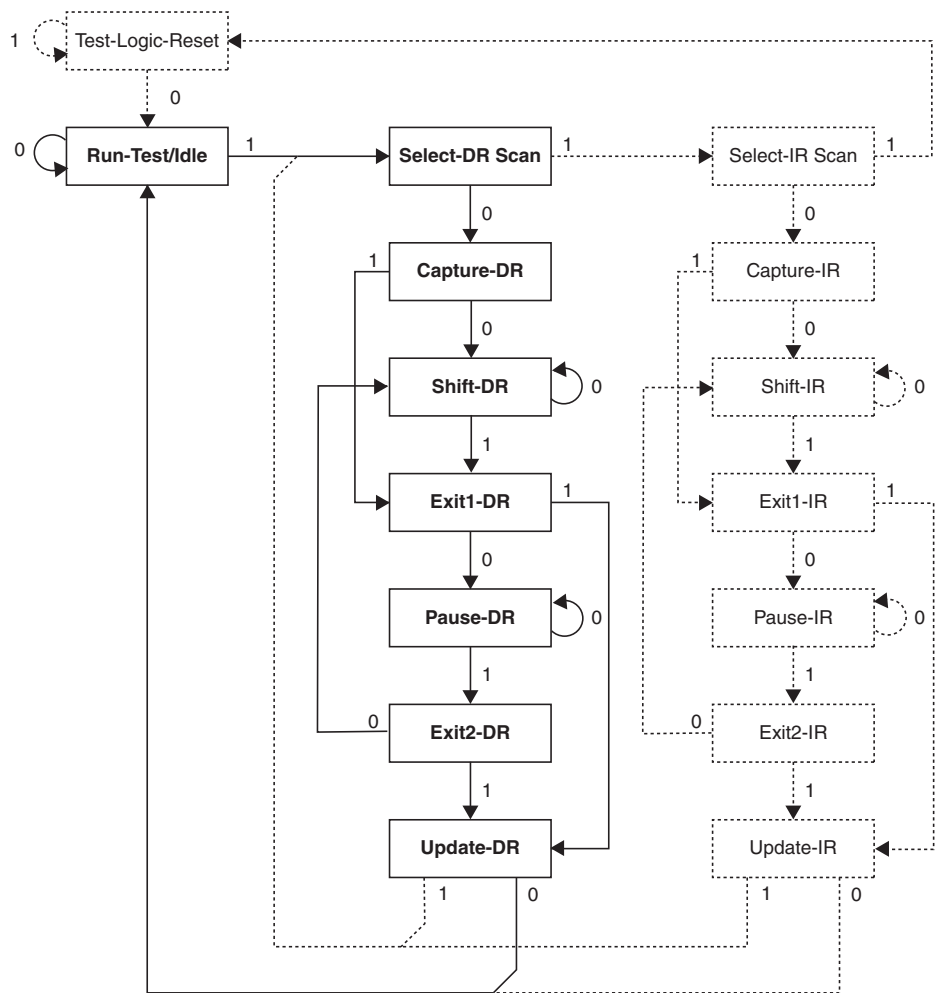 Test-Logic-Reset
1
0
Run-Test/Idle
0
1
Select-DR Scan
1
Select-IR Scan
1
0
0
Capture-DR
1
Capture-IR
1
0
0
Shift-DR
0
Shift-IR
0
1
1
Exit1-DR
1
Exit1-IR
1
0
0
Pause-DR
0
Pause-IR
0
1
1
Exit2-DR
0
Exit2-IR
0
1
1
Update-DR
Update-IR
1
0
1
0